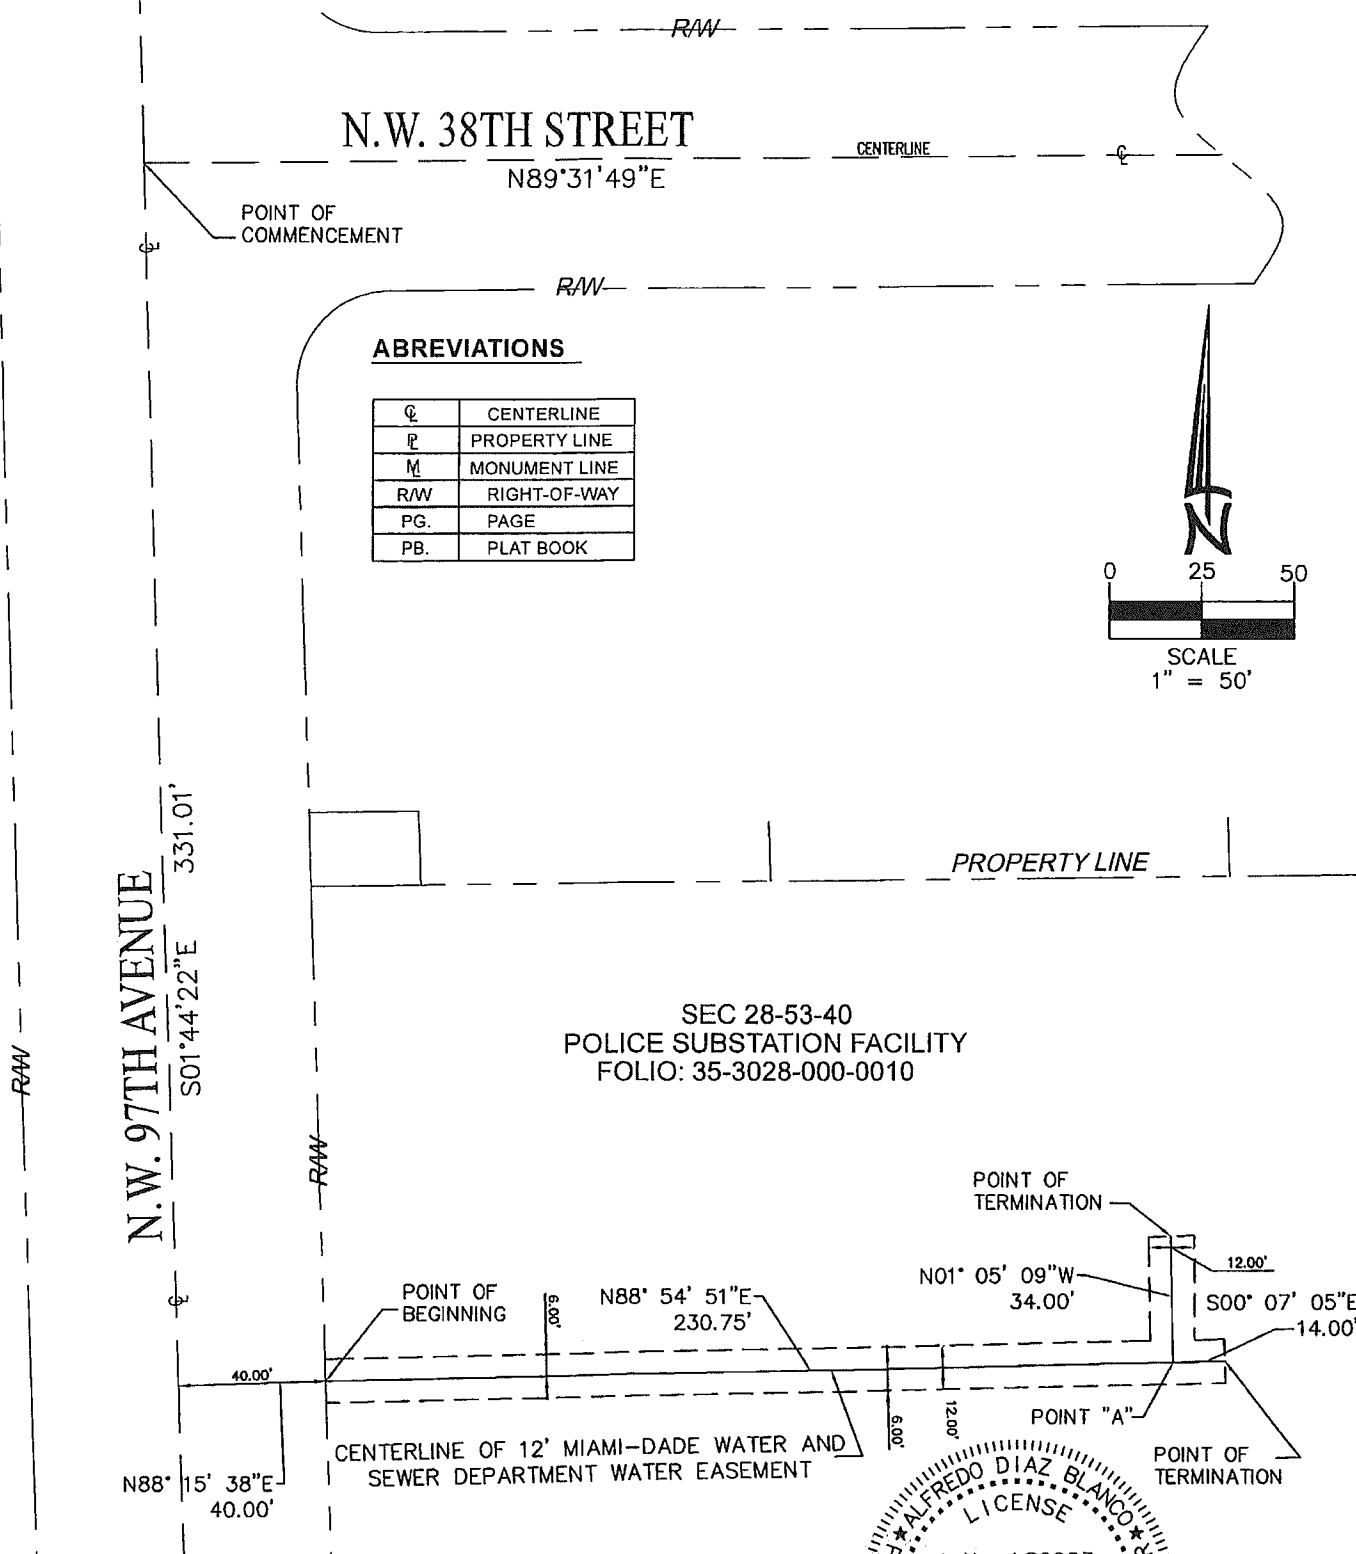 R/W
N.W. 38TH STREET
CENTERLINE
℄
N89°31'49"E
POINT OF
COMMENCEMENT
℄
R/W
ABREVIATIONS
℄ CENTERLINE
PL PROPERTY LINE
ML MONUMENT LINE
R/W RIGHT-OF-WAY
PG. PAGE
PB. PLAT BOOK
N
0 25 50
SCALE
1" = 50'
N.W. 97TH AVENUE
S01°44'22"E 331.01'
PROPERTY LINE
SEC 28-53-40
POLICE SUBSTATION FACILITY
FOLIO: 35-3028-000-0010
R/W
R/W
POINT OF
TERMINATION
12.00'
N01° 05' 09"W
34.00'
S00° 07' 05"E
14.00'
℄
POINT OF
BEGINNING
6.00'
N88° 54' 51"E
230.75'
40.00'
6.00'
12.00'
POINT "A"
CENTERLINE OF 12' MIAMI-DADE WATER AND
SEWER DEPARTMENT WATER EASEMENT
POINT OF
TERMINATION
N88° 15' 38"E
40.00'
★ ALFREDO DIAZ BLANCO ★
LICENSE